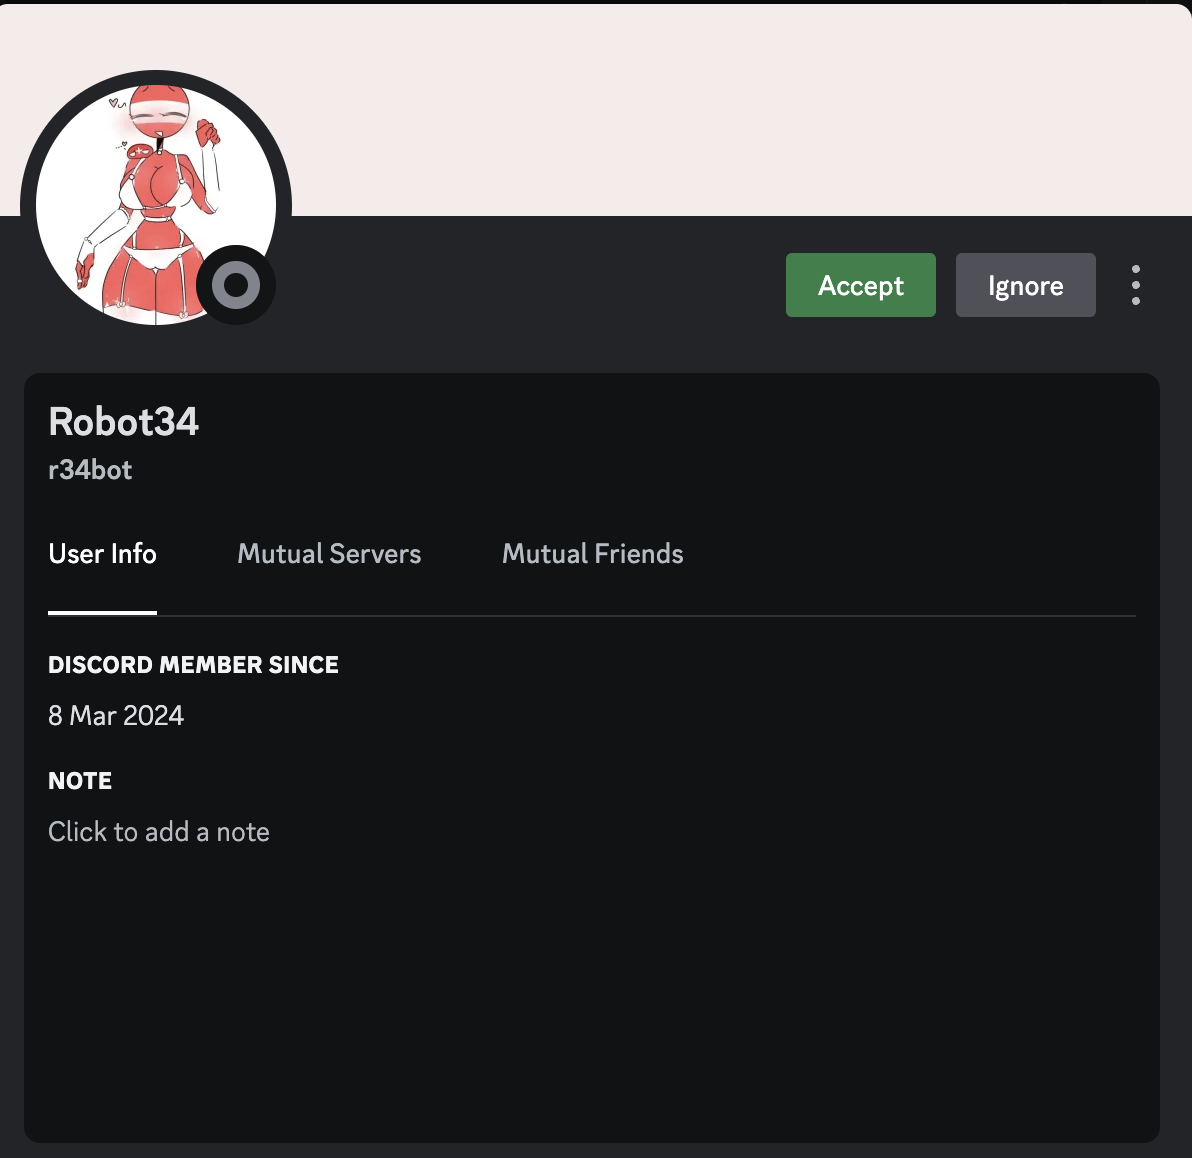 Accept
Ignore
Robot34
r34bot
User Info
Mutual Servers
Mutual Friends
DISCORD MEMBER SINCE
8 Mar 2024
NOTE
Click to add a note